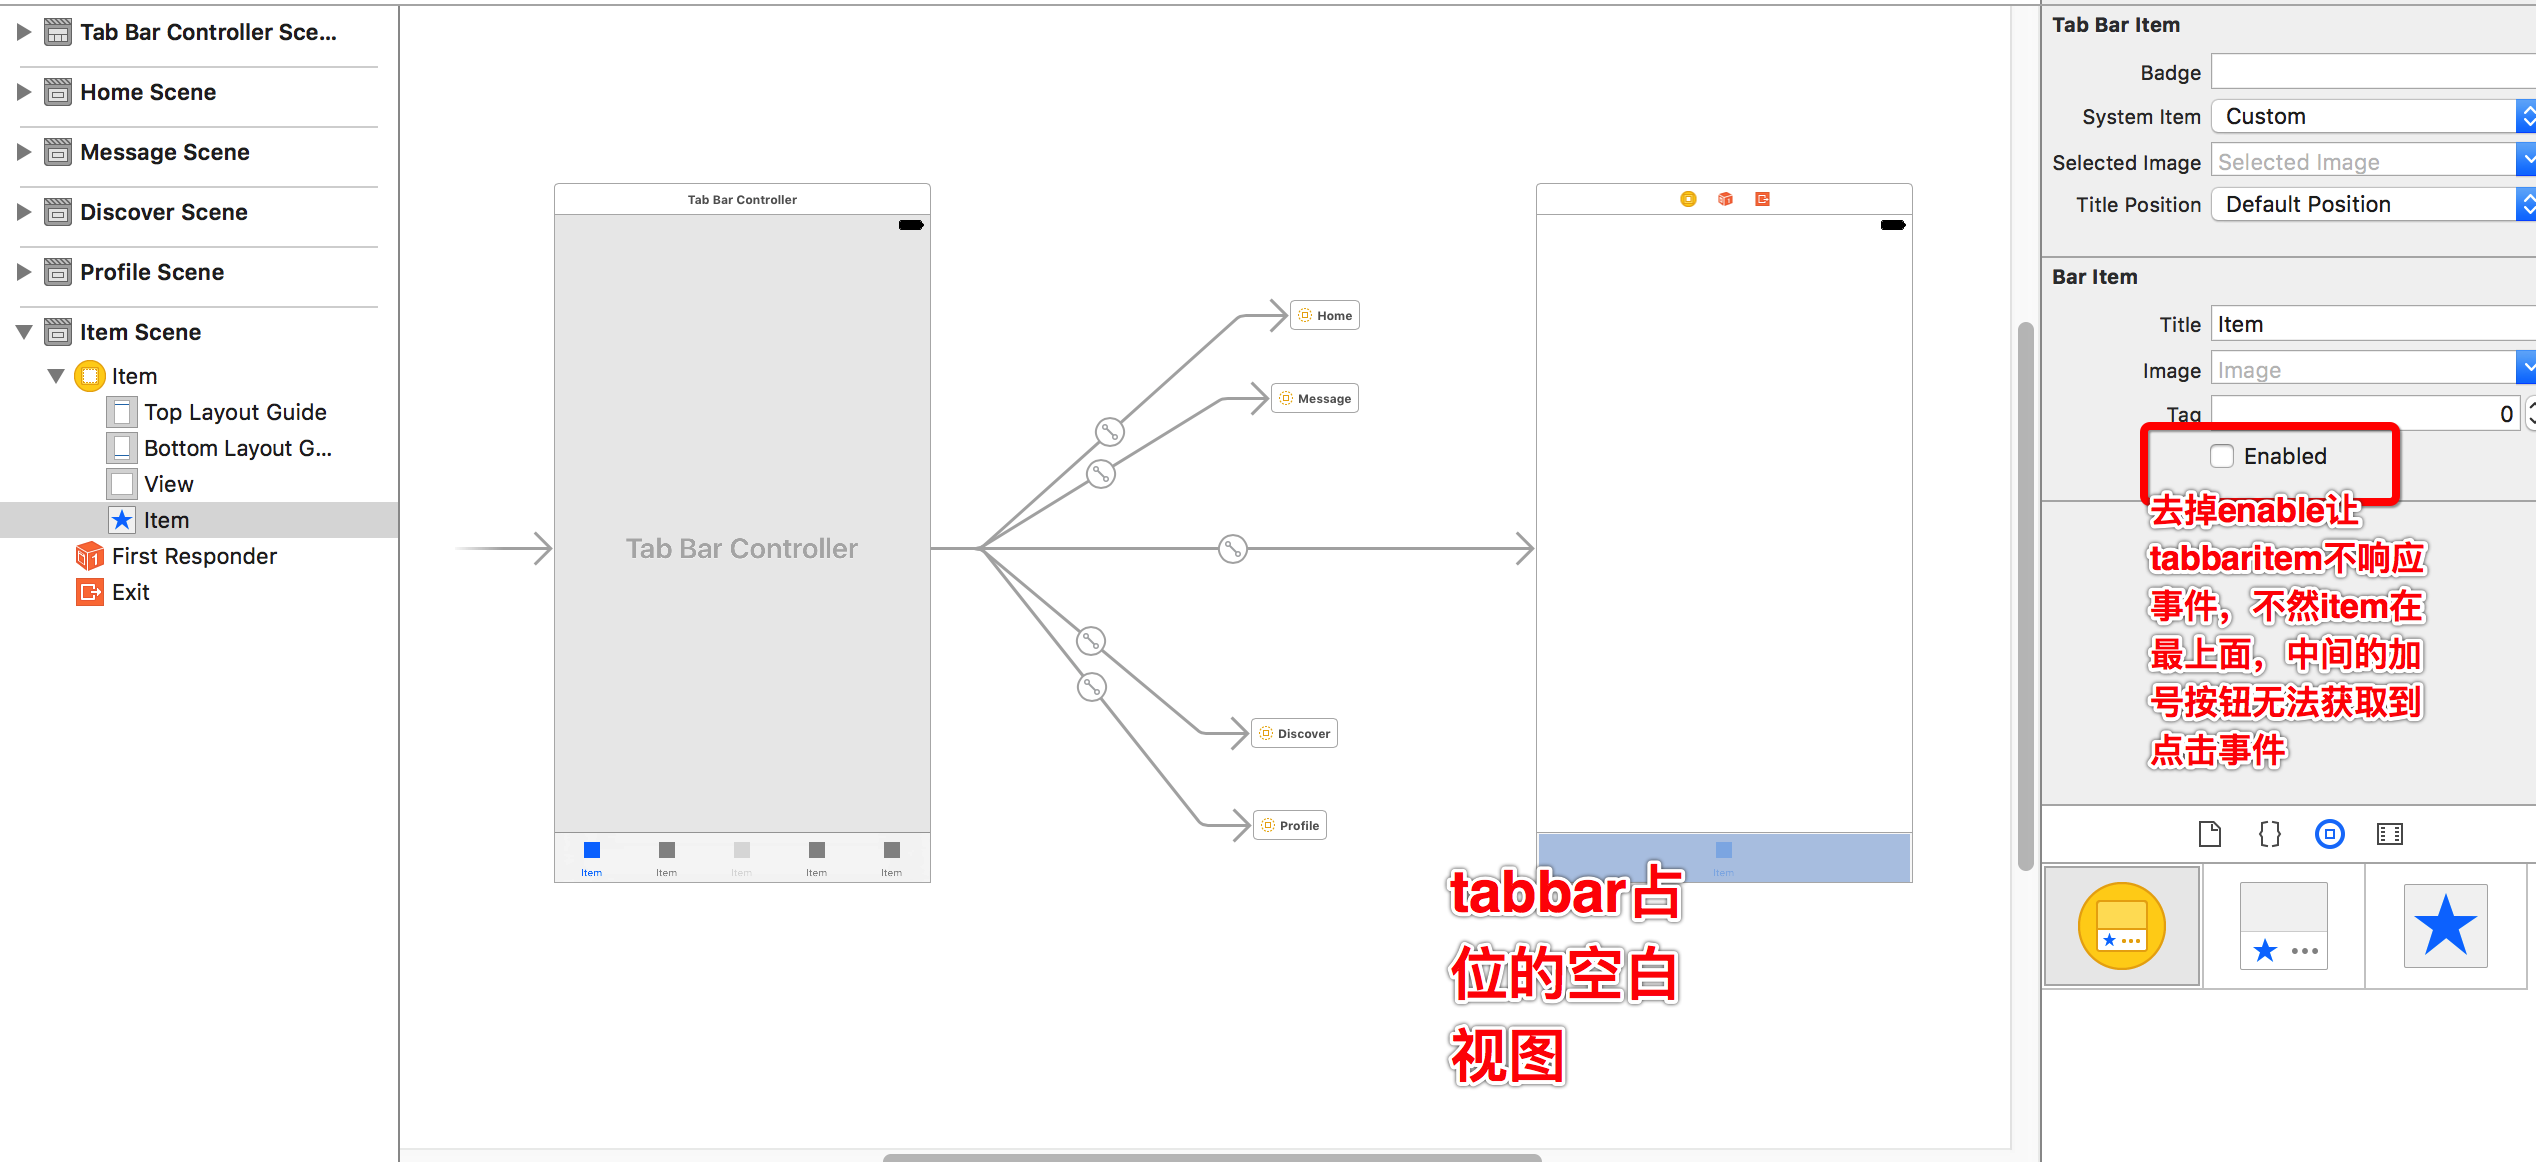 Tab Bar Controller Sce...
Home Scene
Message Scene
Discover Scene
Profile Scene
Item Scene
Item
Top Layout Guide
Bottom Layout G...
View
Item
First Responder
Exit
Tab Bar Controller
Tab Bar Controller
Item Item Item Item Item
Home
Message
Discover
Profile
Item
tabbar占
位的空白
视图
Tab Bar Item
Badge
System Item Custom
Selected Image Selected Image
Title Position Default Position
Bar Item
Title Item
Image Image
Tag 0
Enabled
去掉enable让
tabbaritem不响应
事件，不然item在
最上面，中间的加
号按钮无法获取到
点击事件